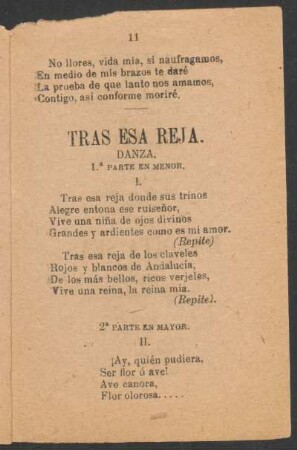 11
No llores, vida mia, si naufragamos,
En medio de mis brazos te daré
La prueba de que tanto nos amamos,
Contigo, así conforme moriré.
TRAS ESA REJA.
DANZA.
1.ª PARTE EN MENOR.
I.
Tras esa reja donde sus trinos
Alegre entona ese ruiseñor,
Vive una niña de ojos divinos
Grandes y ardientes como es mi amor.
(Repite)
Tras esa reja de los claveles
Rojos y blancos de Andalucía,
De los más bellos, ricos verjeles,
Vive una reina, la reina mia.
(Repite).
2ª PARTE EN MAYOR.
II.
¡Ay, quién pudiera,
Ser flor ó ave!
Ave canora,
Flor olorosa.....